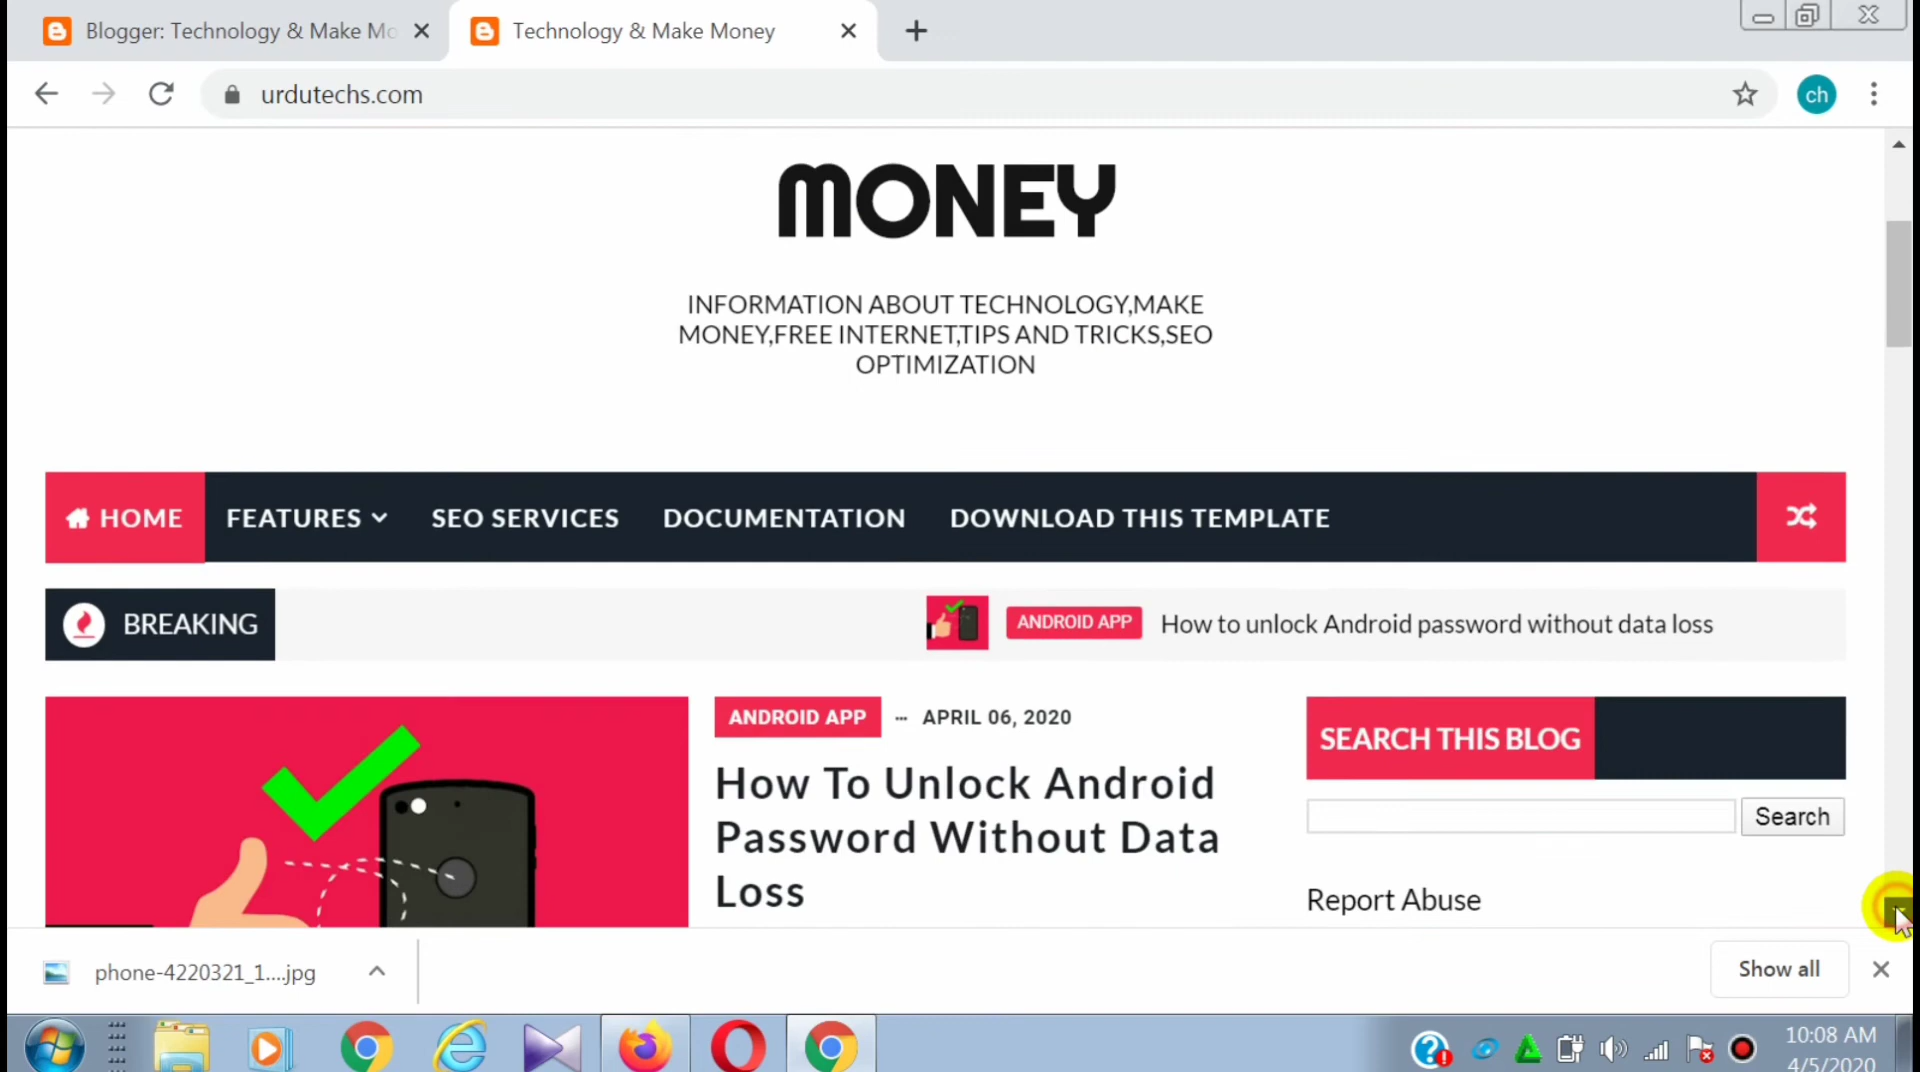 Blogger: Technology & Make Mo
Technology & Make Money
urdutechs.com
ch
MONEY
INFORMATION ABOUT TECHNOLOGY,MAKE
MONEY,FREE INTERNET,TIPS AND TRICKS,SEO
OPTIMIZATION
HOME FEATURES SEO SERVICES DOCUMENTATION DOWNLOAD THIS TEMPLATE
BREAKING
ANDROID APP How to unlock Android password without data loss
ANDROID APP ... APRIL 06, 2020
How To Unlock Android
Password Without Data
Loss
SEARCH THIS BLOG
Search
Report Abuse
phone-4220321_1....jpg
Show all
10:08 AM
4/5/2020